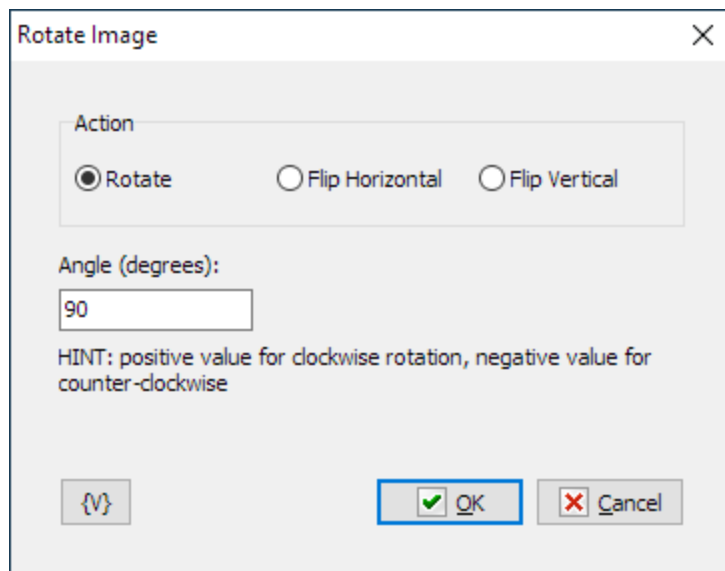 Rotate Image
Action
Rotate
Flip Horizontal
Flip Vertical
Angle (degrees):
90
HINT: positive value for clockwise rotation, negative value for
counter-clockwise
{V}
OK
Cancel